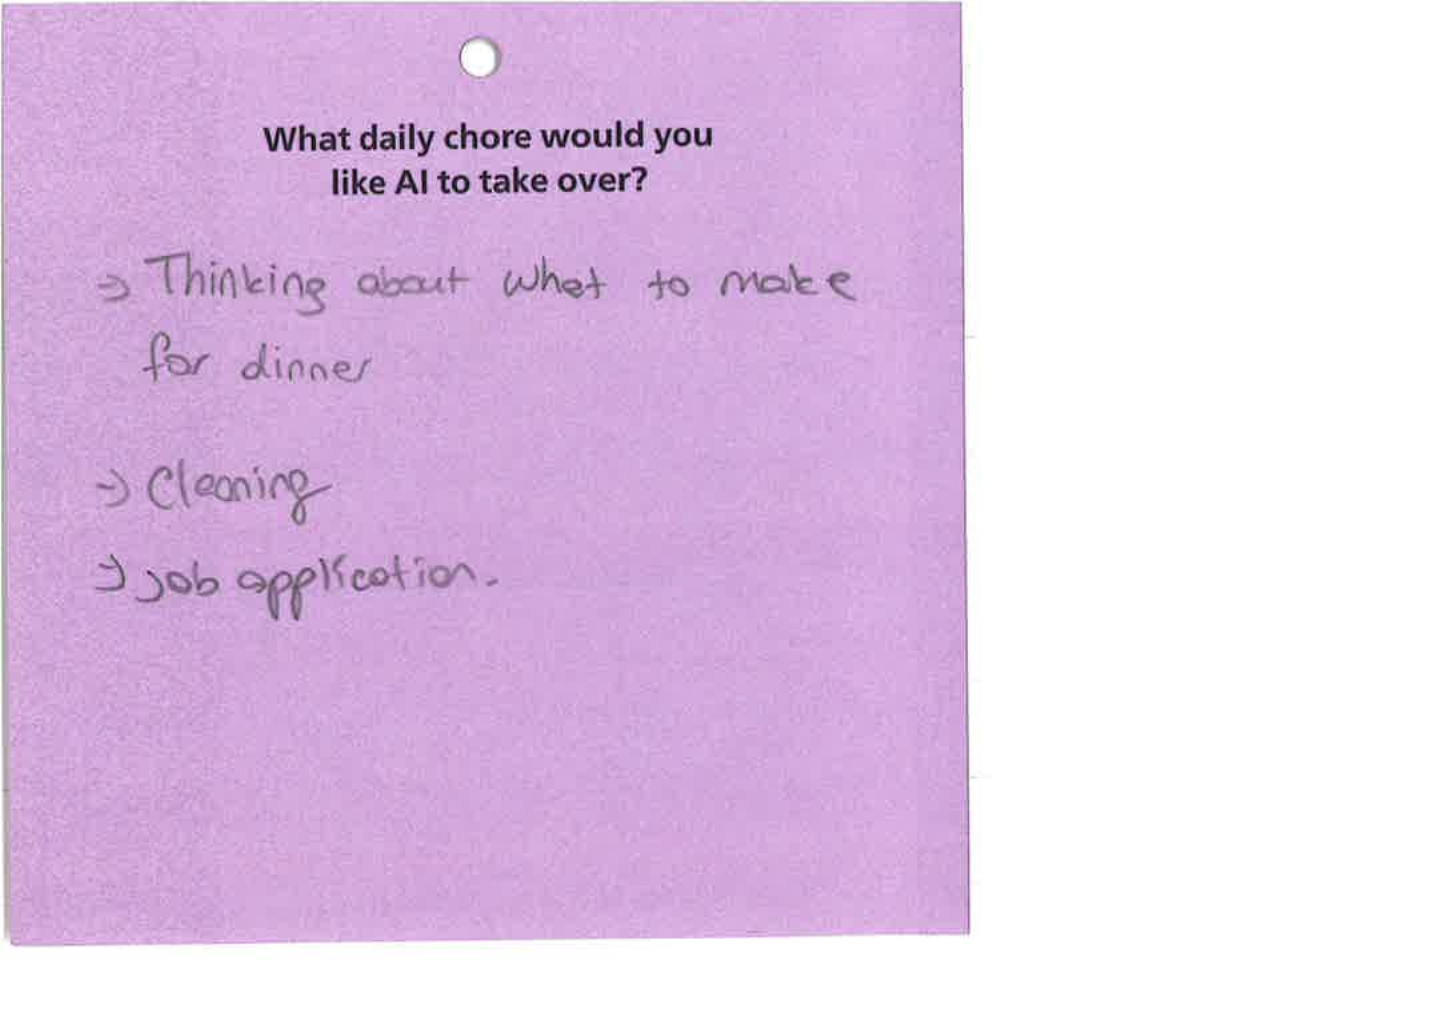 What daily chore would you
like AI to take over?
→ Thinking about what to make
for dinner
→ Cleaning
→ job application.